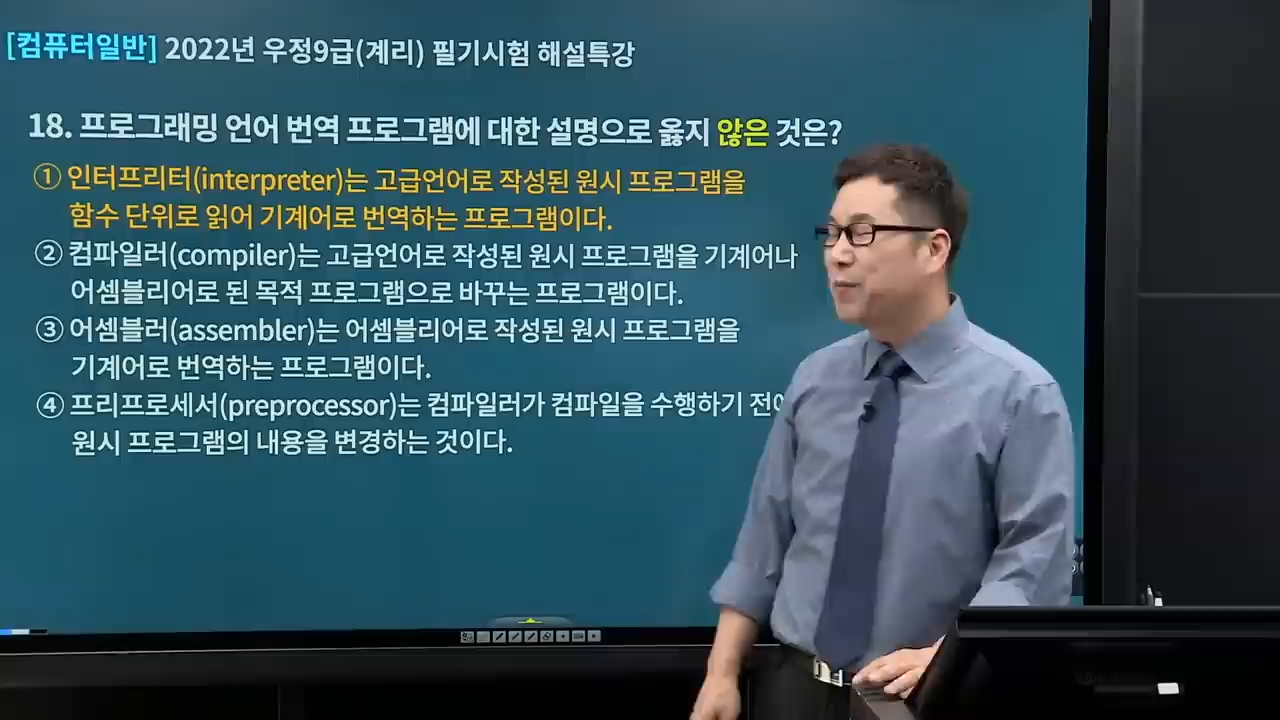 [컴퓨터일반] 2022년 우정9급(계리) 필기시험 해설특강
18. 프로그래밍 언어 번역 프로그램에 대한 설명으로 옳지 않은 것은?
① 인터프리터(interpreter)는 고급언어로 작성된 원시 프로그램을
함수 단위로 읽어 기계어로 번역하는 프로그램이다.
② 컴파일러(compiler)는 고급언어로 작성된 원시 프로그램을 기계어나
어셈블리어로 된 목적 프로그램으로 바꾸는 프로그램이다.
③ 어셈블러(assembler)는 어셈블리어로 작성된 원시 프로그램을
기계어로 번역하는 프로그램이다.
④ 프리프로세서(preprocessor)는 컴파일러가 컴파일을 수행하기
원시 프로그램의 내용을 변경하는 것이다.